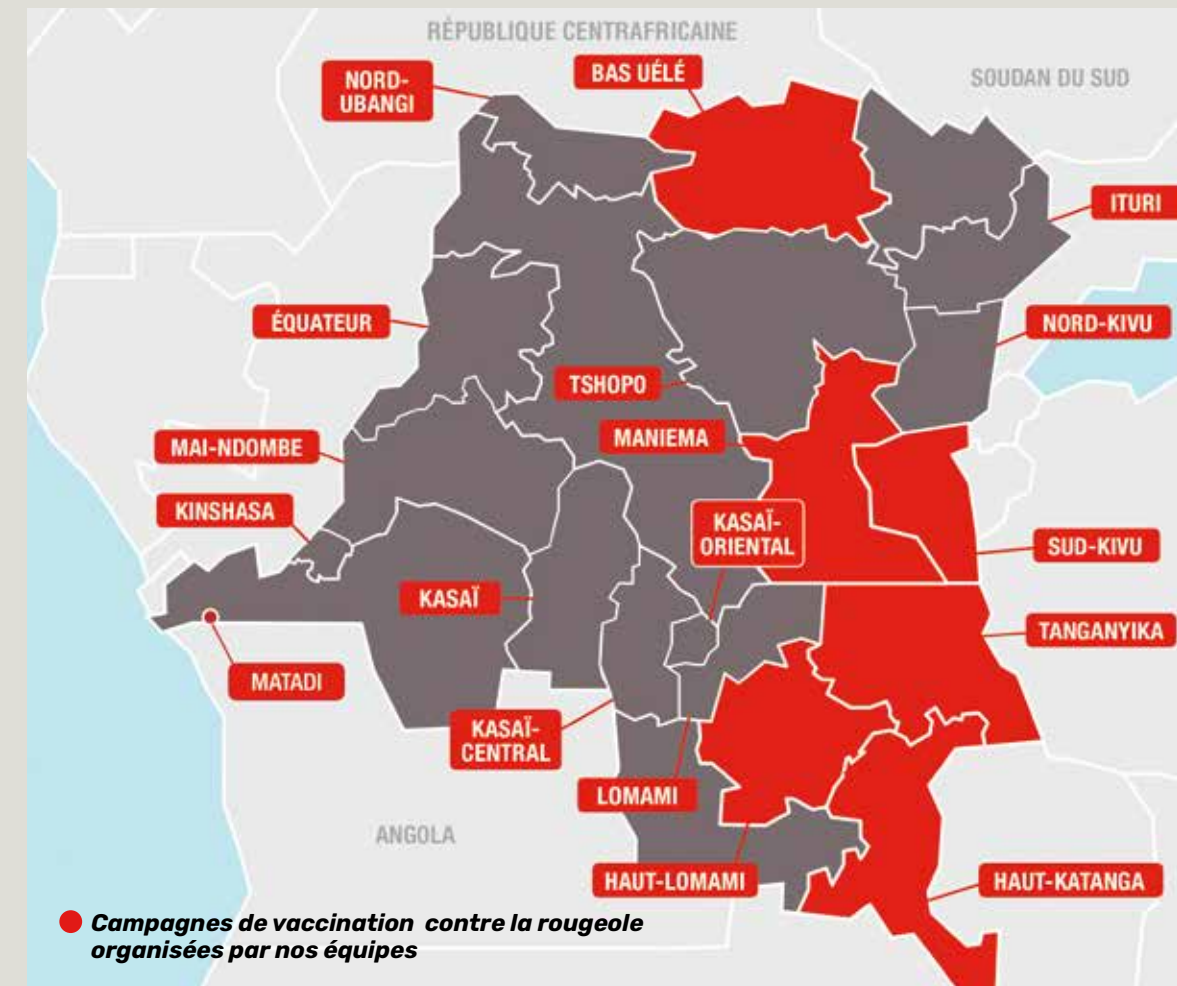 RÉPUBLIQUE CENTRAFRICAINE
NORD-
UBANGI
BAS UÉLÉ
SOUDAN DU SUD
ITURI
ÉQUATEUR
NORD-KIVU
TSHOPO
MANIEMA
MAI-NDOMBE
KINSHASA
KASAÏ-
ORIENTAL
SUD-KIVU
KASAÏ
TANGANYIKA
MATADI
KASAÏ-
CENTRAL
LOMAMI
ANGOLA
HAUT-LOMAMI
HAUT-KATANGA
Campagnes de vaccination contre la rougeole
organisées par nos équipes